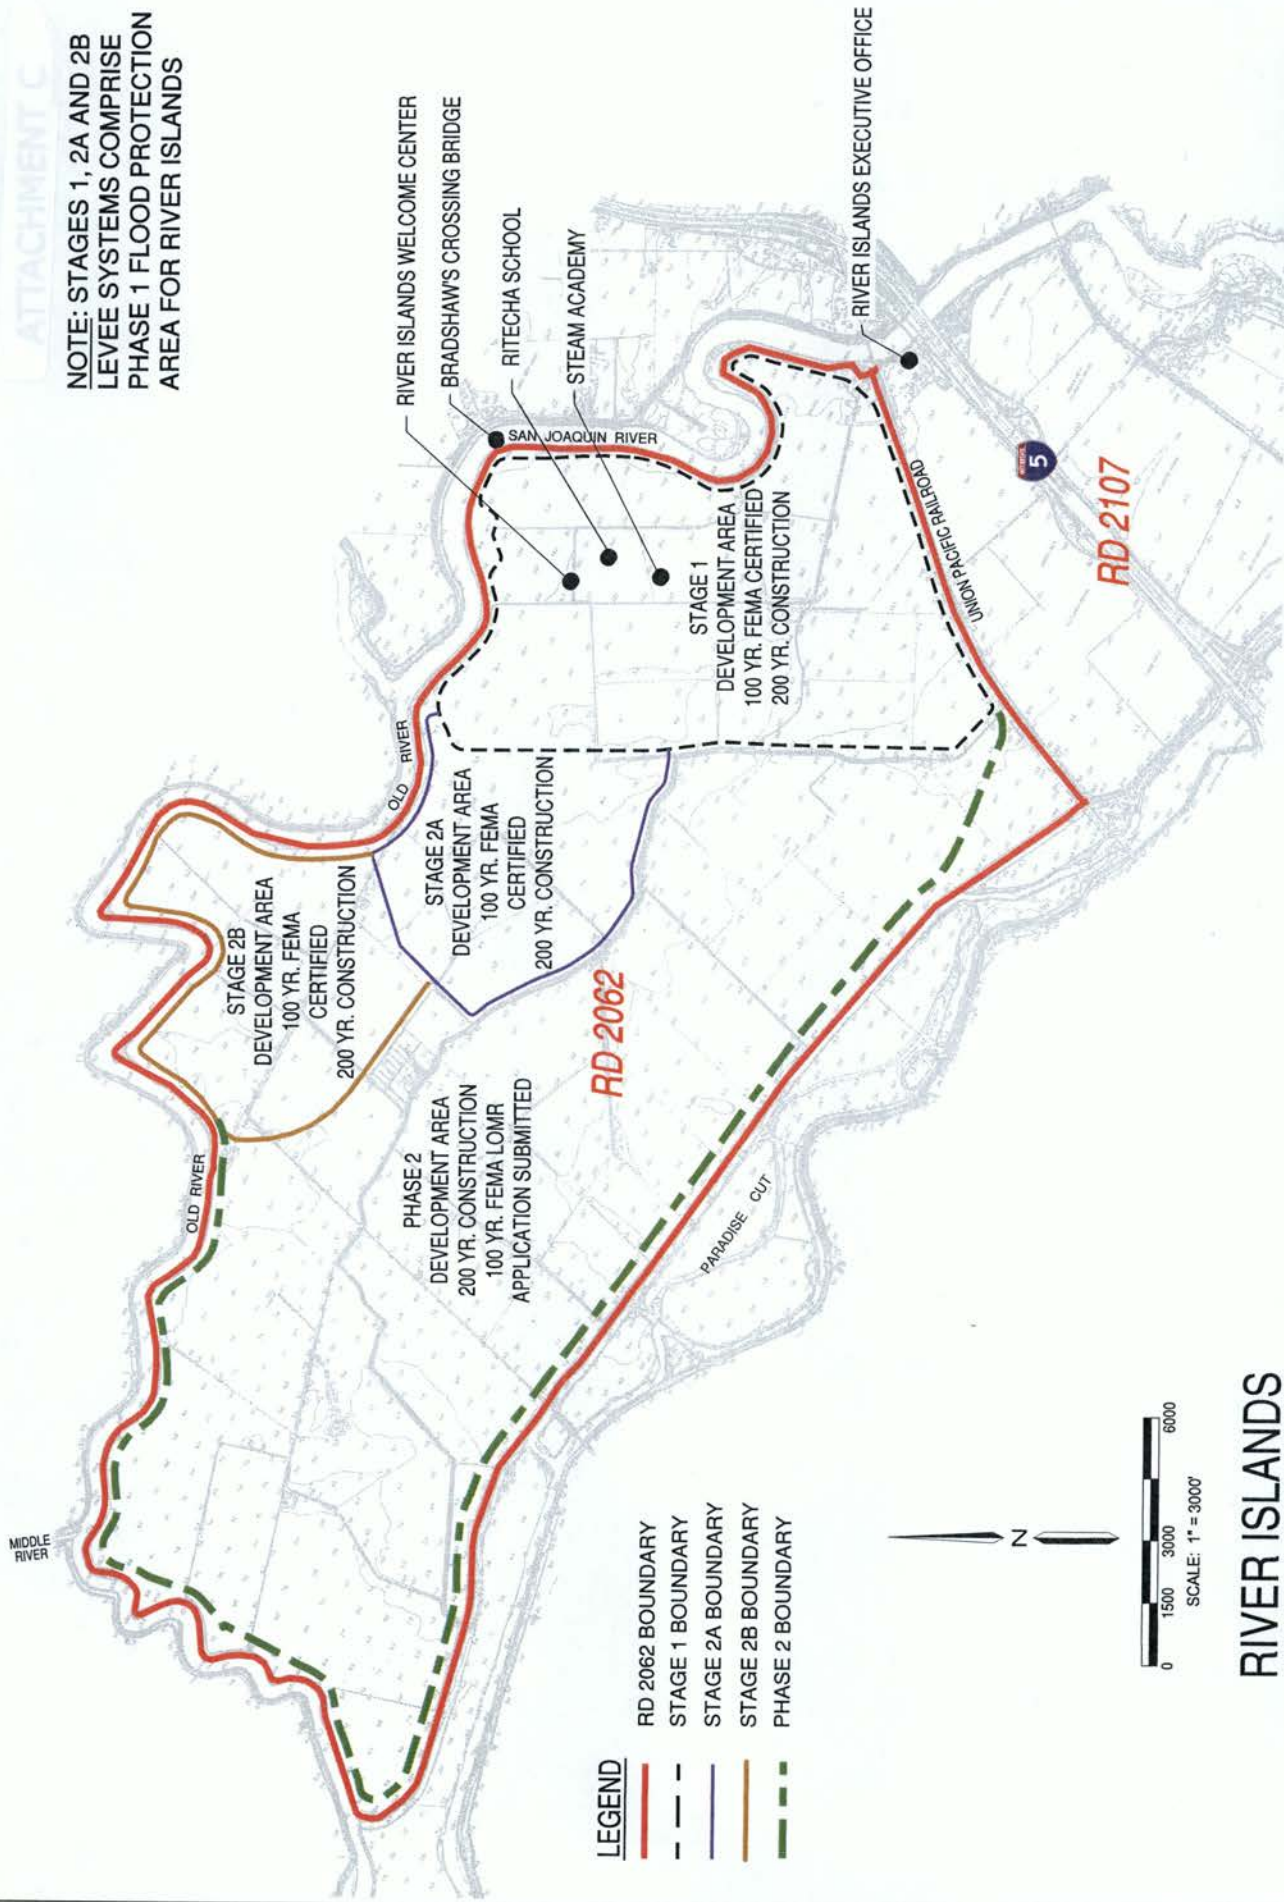 ATTACHMENT C
NOTE: STAGES 1, 2A AND 2B
LEVEE SYSTEMS COMPRISE
PHASE 1 FLOOD PROTECTION
AREA FOR RIVER ISLANDS
RIVER ISLANDS WELCOME CENTER
BRADSHAW'S CROSSING BRIDGE
RITECHA SCHOOL
STEAM ACADEMY
RIVER ISLANDS EXECUTIVE OFFICE
MIDDLE
RIVER
OLD RIVER
STAGE 2B
DEVELOPMENT AREA
100 YR. FEMA
CERTIFIED
200 YR. CONSTRUCTION
OLD RIVER
STAGE 2A
DEVELOPMENT AREA
100 YR. FEMA
CERTIFIED
200 YR. CONSTRUCTION
SAN JOAQUIN RIVER
STAGE 1
DEVELOPMENT AREA
100 YR. FEMA CERTIFIED
200 YR. CONSTRUCTION
PHASE 2
DEVELOPMENT AREA
200 YR. CONSTRUCTION
100 YR. FEMA LOMR
APPLICATION SUBMITTED
RD 2062
UNION PACIFIC RAILROAD
5
RD 2107
PARADISE CUT
LEGEND
RD 2062 BOUNDARY
STAGE 1 BOUNDARY
STAGE 2A BOUNDARY
STAGE 2B BOUNDARY
PHASE 2 BOUNDARY
N
0 1500 3000 6000
SCALE: 1" = 3000'
RIVER ISLANDS